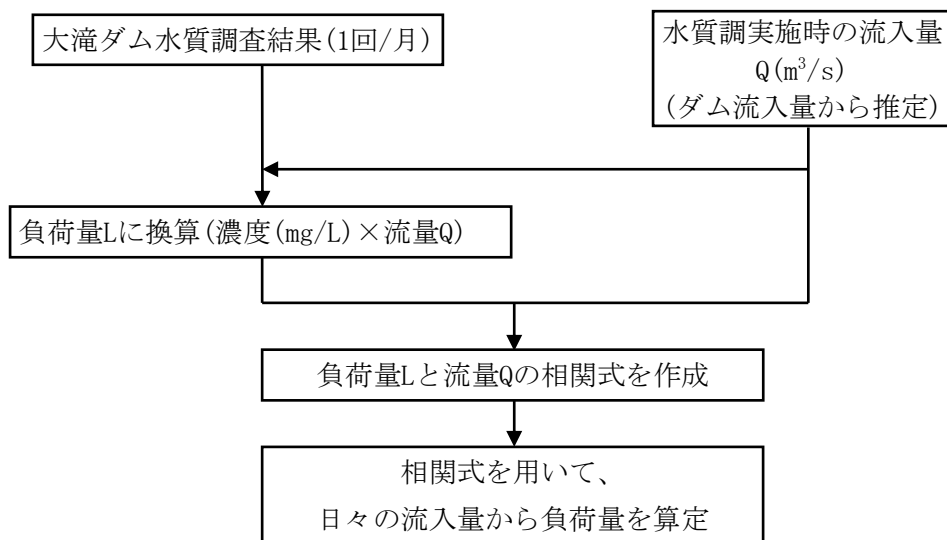 大滝ダム水質調査結果(1回/月)
水質調実施時の流入量
Q(m³/s)
(ダム流入量から推定)
負荷量Lに換算(濃度(mg/L)×流量Q)
負荷量Lと流量Qの相関式を作成
相関式を用いて、
日々の流入量から負荷量を算定